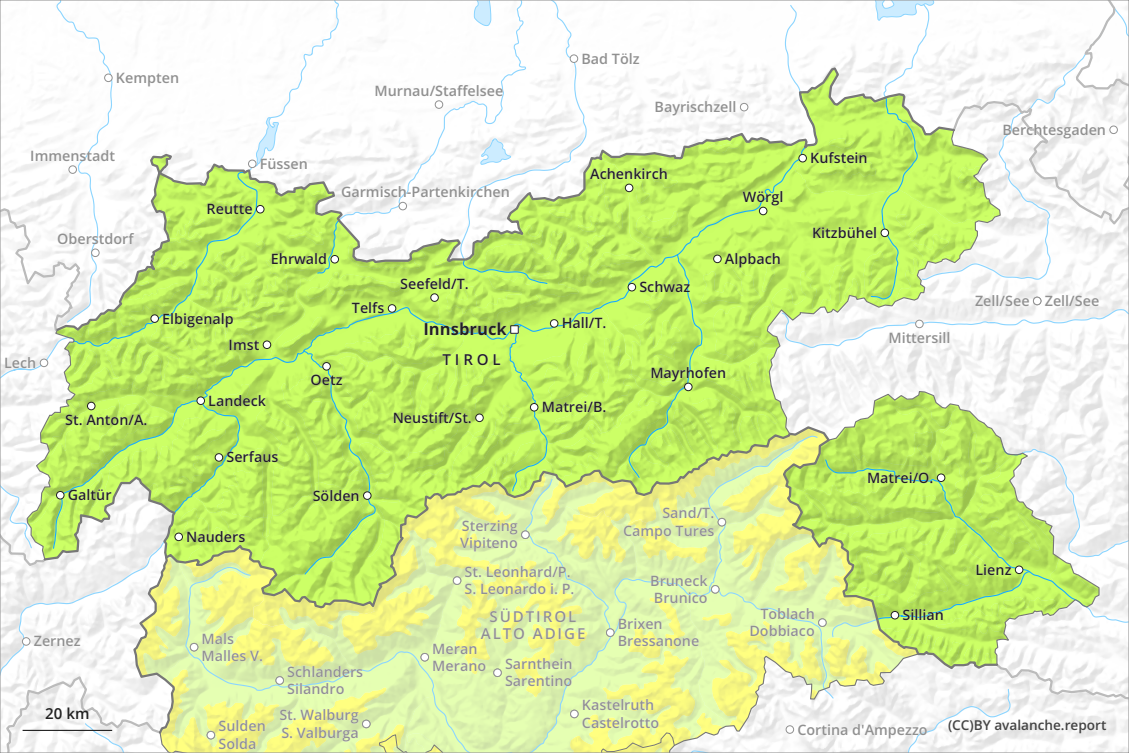 Kempten
Bad Tölz
Murnau/Staffelsee
Bayrischzell
Berchtesgaden
Immenstadt
Füssen
Kufstein
Achenkirch
Garmisch-Partenkirchen
Wörgl
Reutte
Oberstdorf
Kitzbühel
Ehrwald
Alpbach
Seefeld/T.
Schwaz
Zell/See
Zell/See
Telfs
Elbigenalp
Innsbruck
Hall/T.
Mittersill
Imst
TIROL
Lech
Oetz
Mayrhofen
Landeck
Matrei/B.
St. Anton/A.
Neustift/St.
Serfaus
Matrei/O.
Galtür
Sölden
Sand/T.
Campo Tures
Sterzing
Vipiteno
Nauders
St. Leonhard/P.
S. Leonardo i. P.
Bruneck
Brunico
Lienz
SÜDTIROL
ALTO ADIGE
Toblach
Dobbiaco
Sillian
Brixen
Bressanone
Zernez
Mals
Malles V.
Meran
Merano
Sarnthein
Sarentino
Schlanders
Silandro
Kastelruth
Castelrotto
St. Walburg
S. Valburga
20 km
Sulden
Solda
Cortina d'Ampezzo
(CC)BY avalanche.report